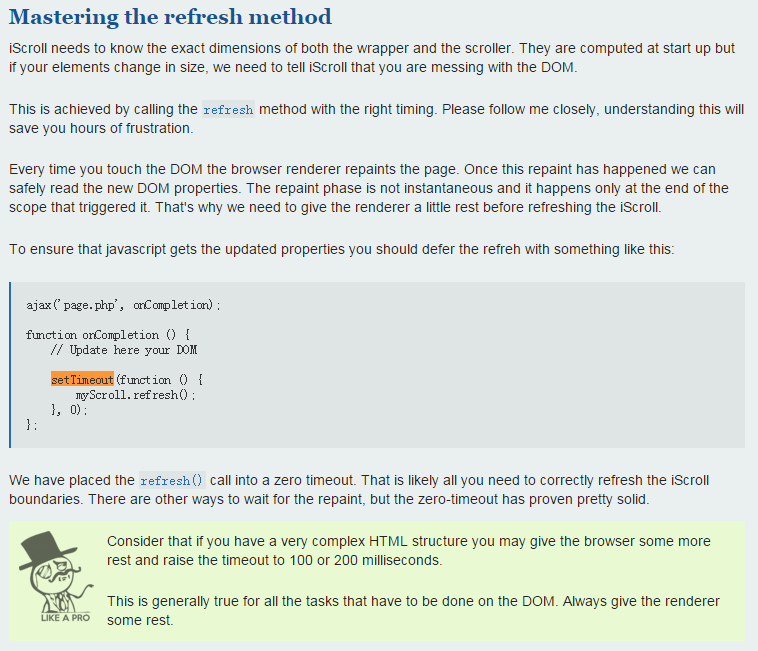 Mastering the refresh method
iScroll needs to know the exact dimensions of both the wrapper and the scroller. They are computed at start up but
if your elements change in size, we need to tell iScroll that you are messing with the DOM.
This is achieved by calling the refresh method with the right timing. Please follow me closely, understanding this will
save you hours of frustration.
Every time you touch the DOM the browser renderer repaints the page. Once this repaint has happened we can
safely read the new DOM properties. The repaint phase is not instantaneous and it happens only at the end of the
scope that triggered it. That's why we need to give the renderer a little rest before refreshing the iScroll.
To ensure that javascript gets the updated properties you should defer the refreh with something like this:
ajax('page.php', onCompletion);
function onCompletion () {
// Update here your DOM
setTimeout(function () {
myScroll.refresh();
}, 0);
};
We have placed the refresh() call into a zero timeout. That is likely all you need to correctly refresh the iScroll
boundaries. There are other ways to wait for the repaint, but the zero-timeout has proven pretty solid.
Consider that if you have a very complex HTML structure you may give the browser some more
rest and raise the timeout to 100 or 200 milliseconds.
This is generally true for all the tasks that have to be done on the DOM. Always give the renderer
some rest.
LIKE A PRO